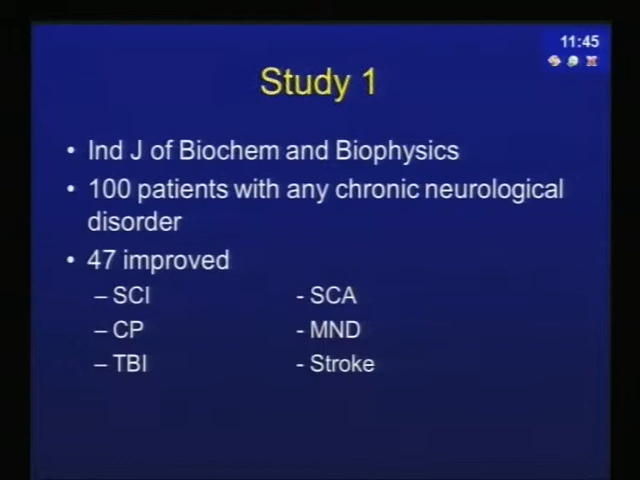 11:45
Study 1
• Ind J of Biochem and Biophysics
• 100 patients with any chronic neurological
disorder
• 47 improved
– SCI - SCA
– CP - MND
– TBI - Stroke